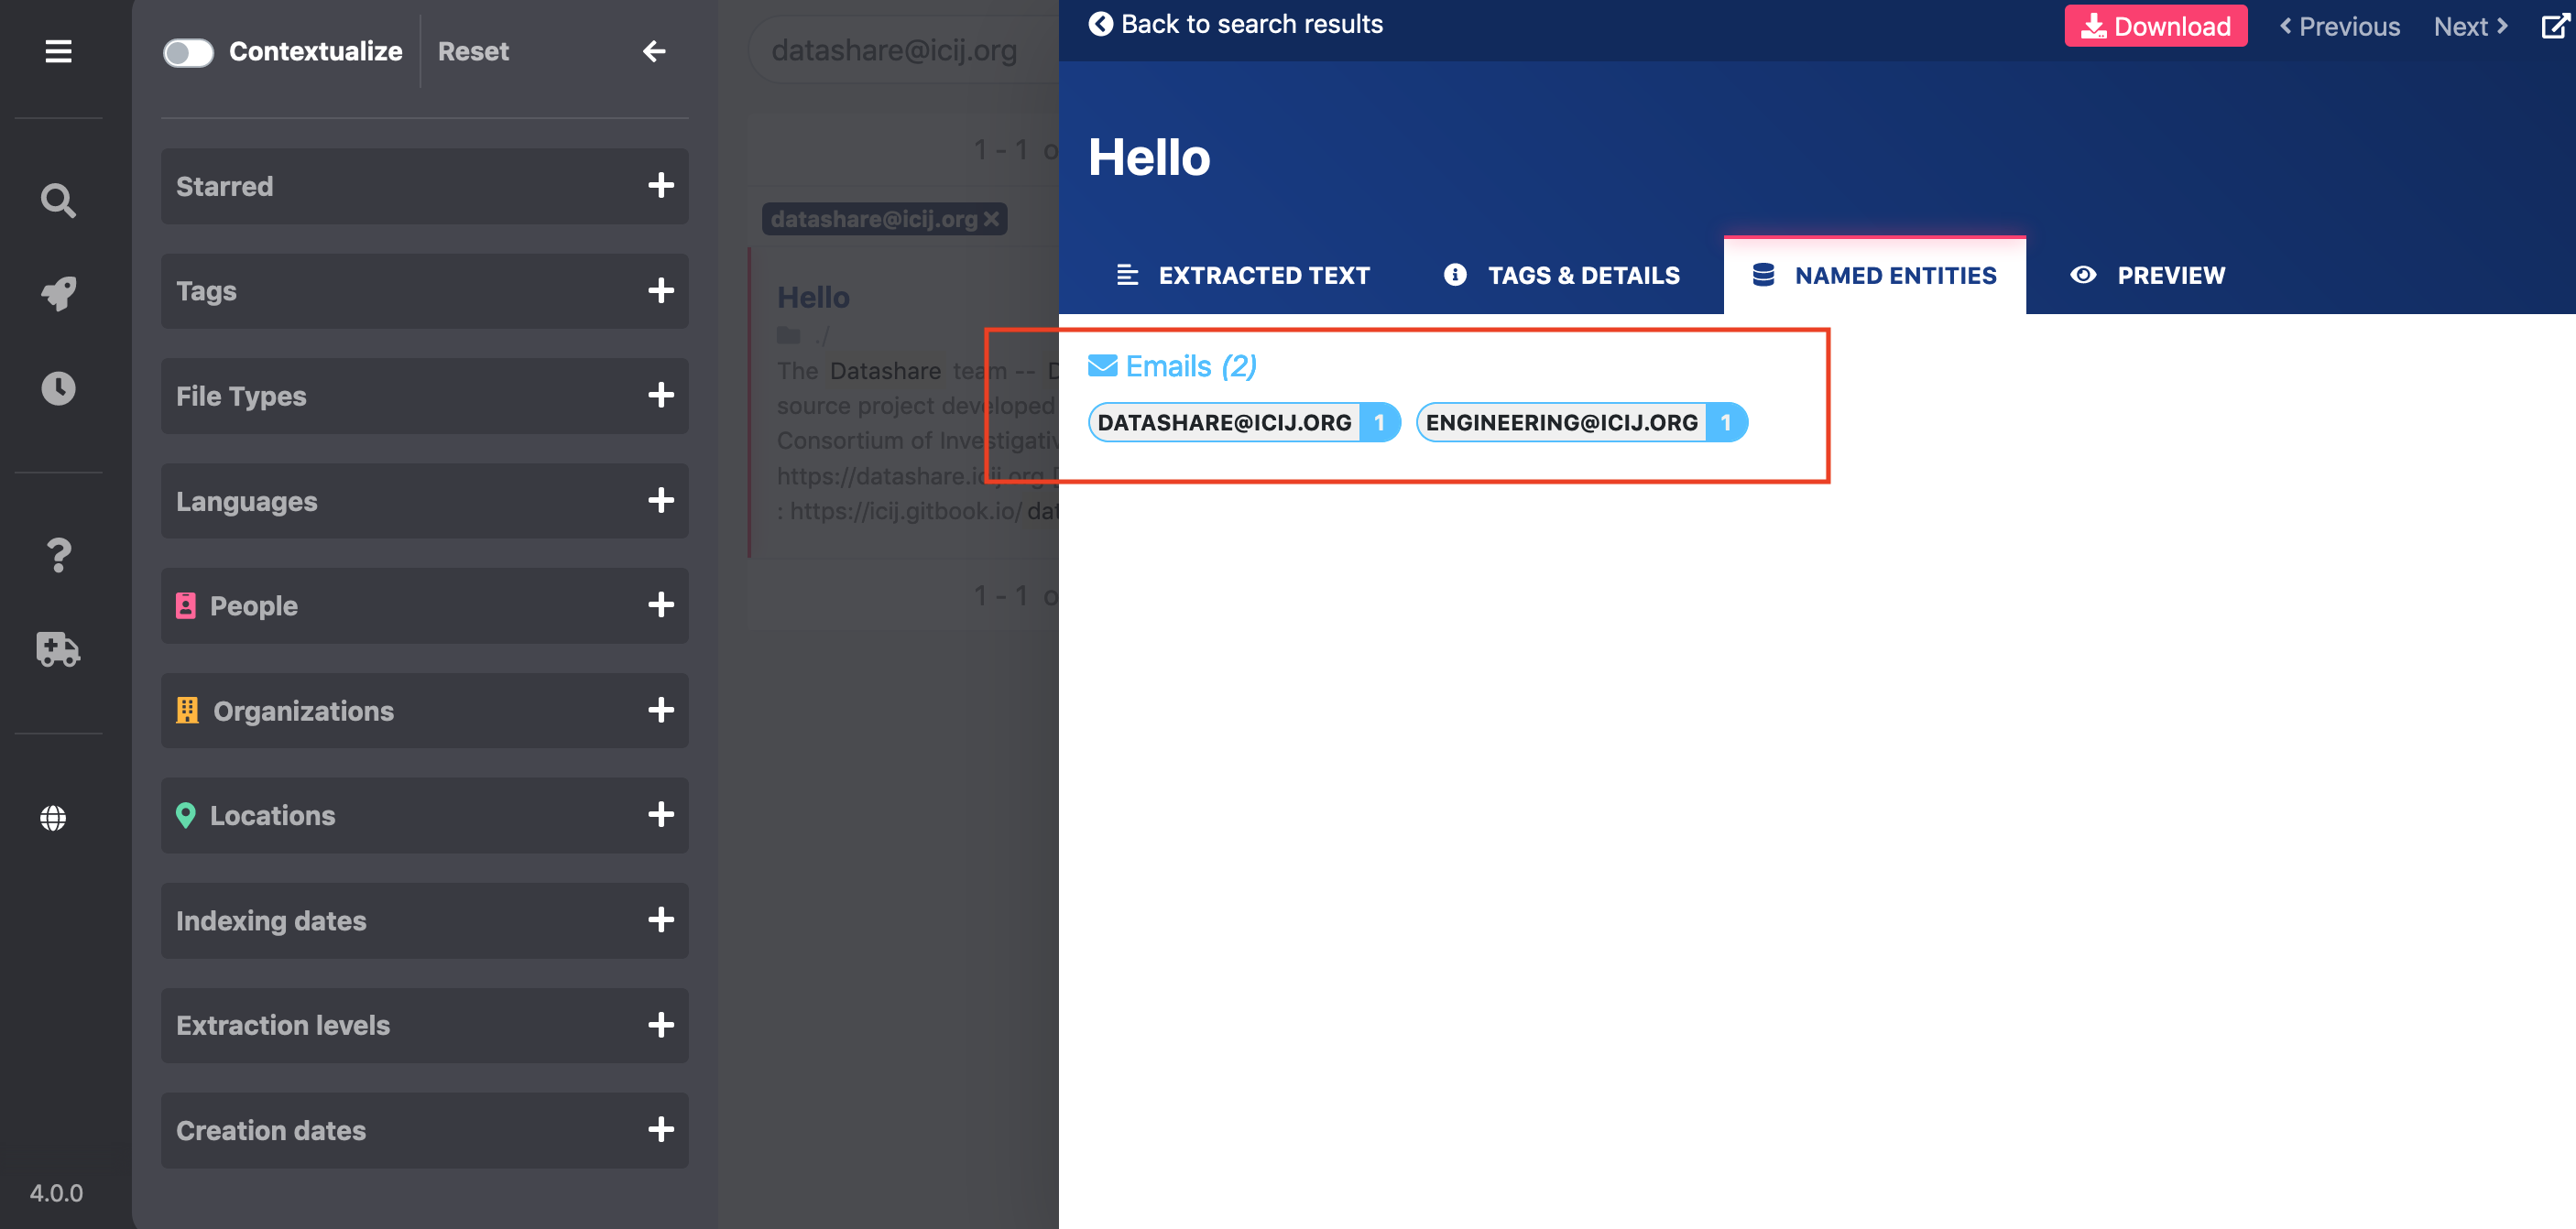 Contextualize
Reset
Starred
Tags
File Types
Languages
People
Organizations
Locations
Indexing dates
Extraction levels
Creation dates
4.0.0
datashare@icij.org
1 - 1 o
datashare@icij.org
Hello
./
The Datashare team -- D
source project developed
Consortium of Investigativ
https://datashare.icij.org
: https://icij.gitbook.io/dat
1 - 1 o
Back to search results
Download
Previous
Next
Hello
EXTRACTED TEXT
TAGS & DETAILS
NAMED ENTITIES
PREVIEW
Emails (2)
DATASHARE@ICIJ.ORG 1
ENGINEERING@ICIJ.ORG 1